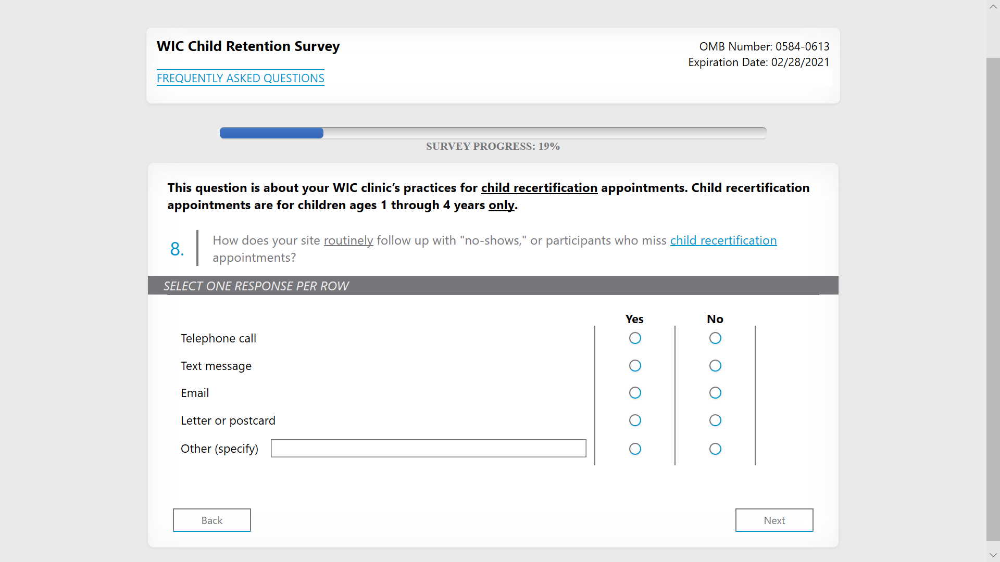 WIC Child Retention Survey
OMB Number: 0584-0613
Expiration Date: 02/28/2021
FREQUENTLY ASKED QUESTIONS
SURVEY PROGRESS: 19%
This question is about your WIC clinic’s practices for child recertification appointments. Child recertification
appointments are for children ages 1 through 4 years only.
8.
How does your site routinely follow up with "no-shows," or participants who miss child recertification
appointments?
SELECT ONE RESPONSE PER ROW
Yes No
Telephone call
Text message
Email
Letter or postcard
Other (specify)
Back Next